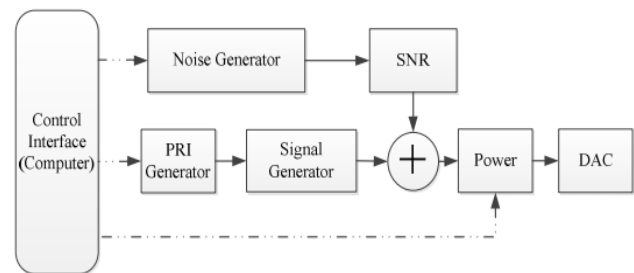 Control
Interface
(Computer)
Noise Generator
SNR
PRI
Generator
Signal
Generator
+
Power
DAC